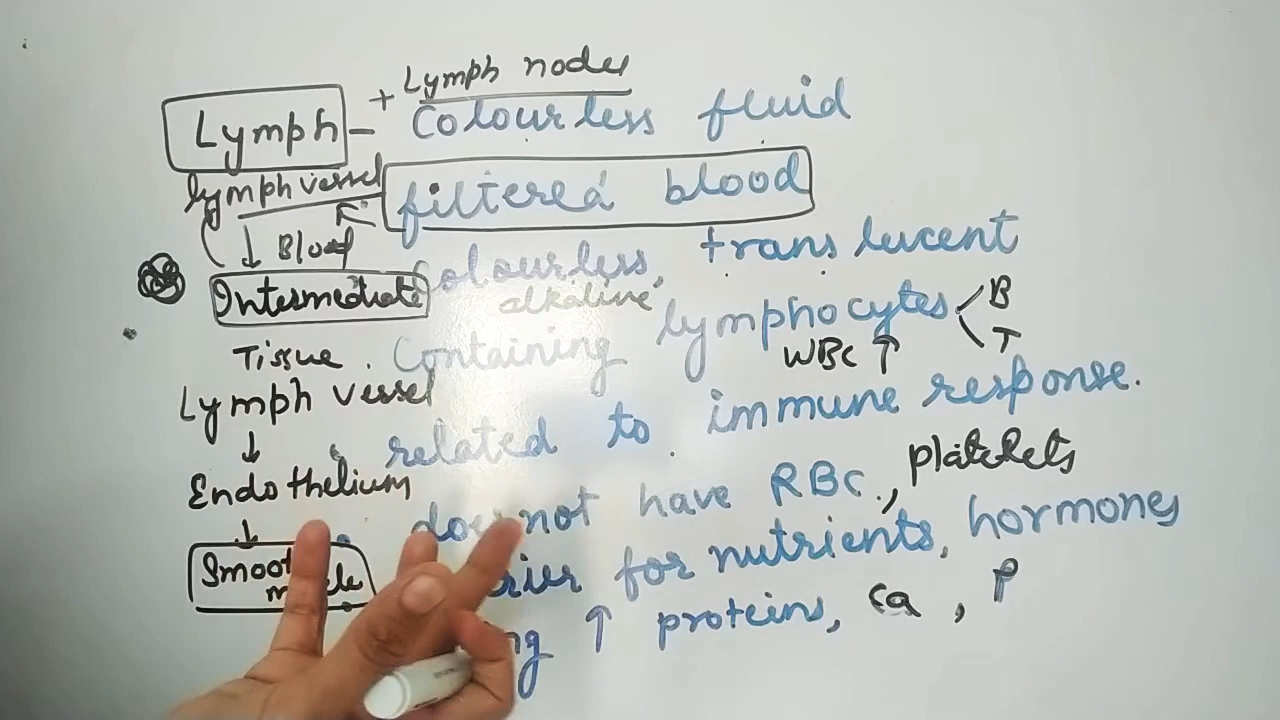 + Lymph nodes
Lymph – Colourless fluid
lymph vessel filtered blood
Blood
Intermediate Colourless, translucent
alkaline
Tissue . Containing lymphocytes B
WBC ↑ T
Lymph vessel
related to immune response.
Endothelium
does not have RBC., platelets
Smooth for nutrients, hormones
↑ proteins, Ca, P